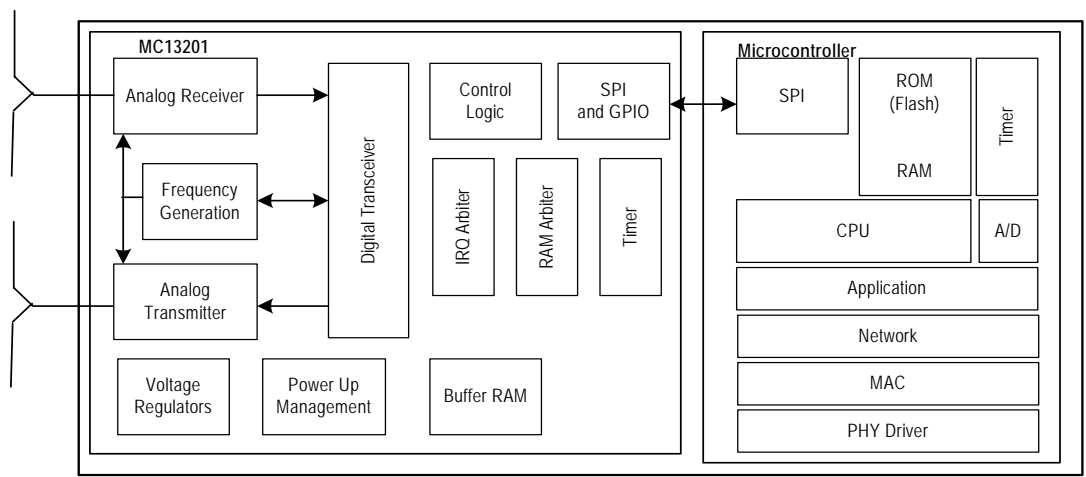 MC13201
Analog Receiver
Frequency
Generation
Analog
Transmitter
Digital Transceiver
Control
Logic
SPI
and GPIO
IRQ Arbiter
RAM Arbiter
Timer
Voltage
Regulators
Power Up
Management
Buffer RAM
Microcontroller
SPI
ROM
(Flash)
RAM
Timer
CPU
A/D
Application
Network
MAC
PHY Driver